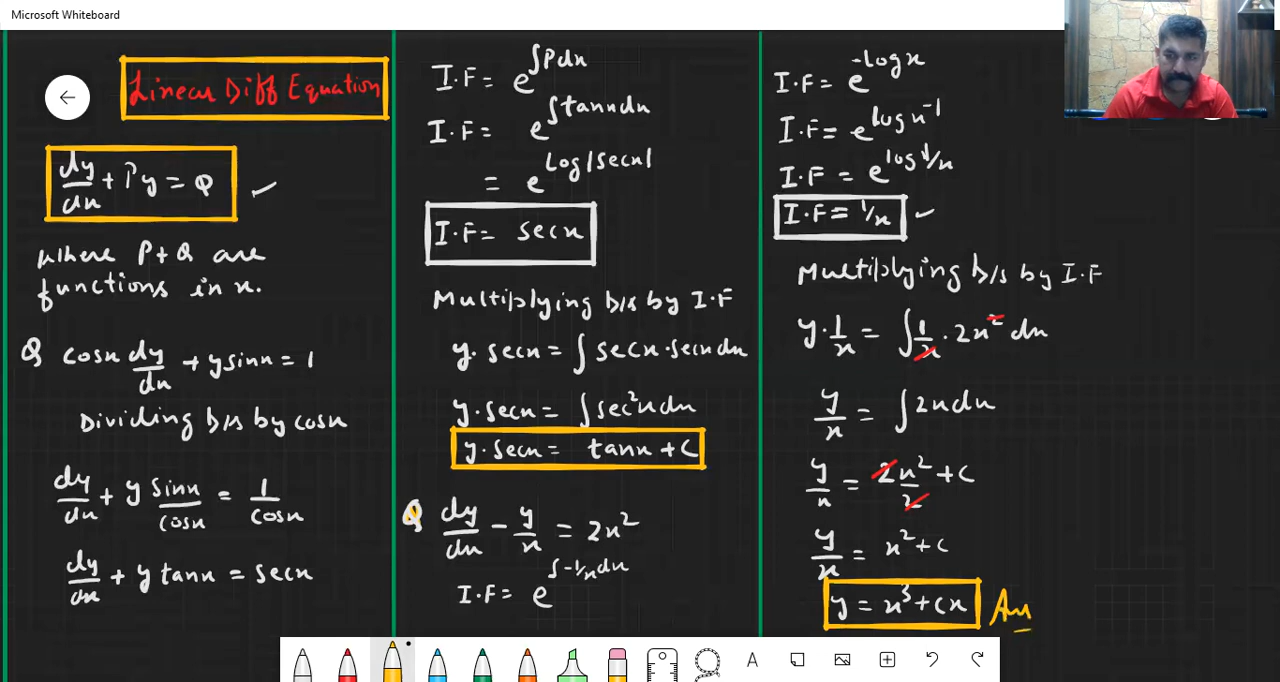 Microsoft Whiteboard
Linear Diff Equation
dy/dx + Py = Q
where P + Q are
functions in x.
Q cosx dy/dx + y sinx = 1
Dividing b/s by cosx
dy/dx + y sinx/cosx = 1/cosx
dy/dx + y tanx = secx
I.F = e^∫Pdx
I.F = e^∫tanxdx
= e^Log|secx|
I.F = secx
Multiplying b/s by I.F
y. secx = ∫ secx.secxdx
y.secx = ∫ sec²xdx
y.secx = tanx + C
Q dy/dx - y/x = 2x²
I.F = e^∫-1/xdx
I.F = e^-logx
I.F = e^logx^-1
I.F = e^log1/x
I.F = 1/x
Multiplying b/s by I.F
y.1/x = ∫1/x . 2x² dx
y/x = ∫2xdx
y/x = 2x²/2 + C
y/x = x² + C
y = x³ + Cx Ans
A